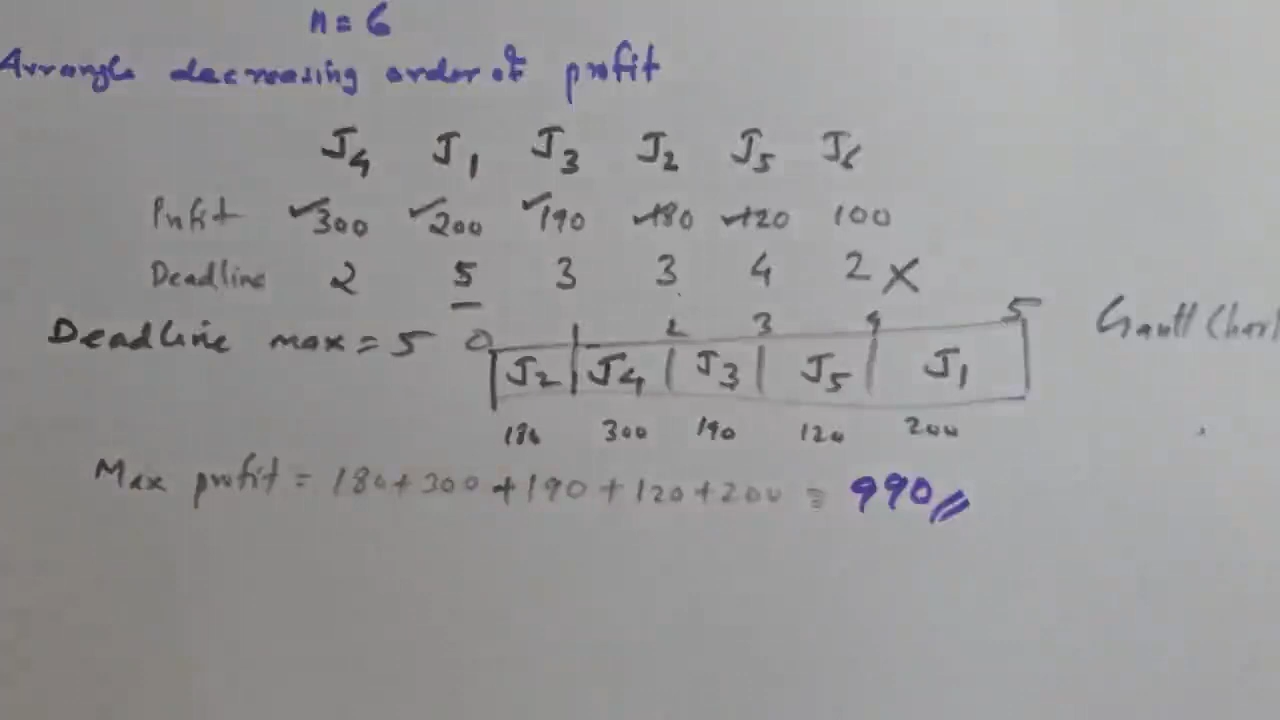 n = 6
Arrange decreasing order of profit
J4 J1 J3 J2 J5 J6
Profit 300 200 190 180 120 100
Deadline 2 5 3 3 4 2 X
Deadline max = 5 0 1 2 3 4 5 Gantt Chart
J2 J4 J3 J5 J1
180 300 190 120 200
Max profit = 180 + 300 + 190 + 120 + 200 = 990